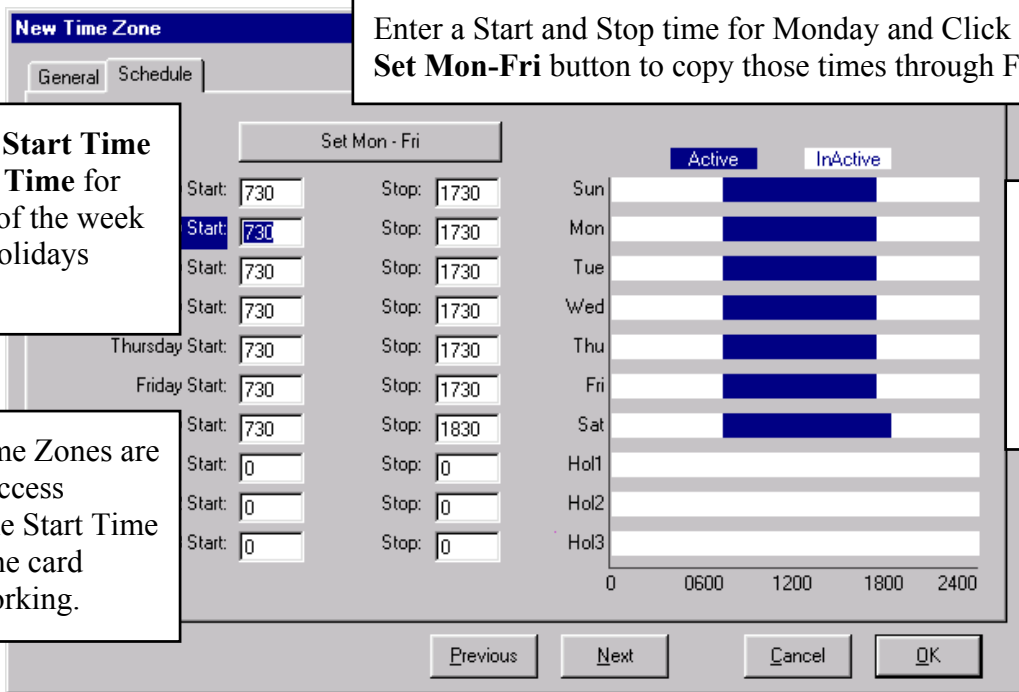 New Time Zone
Enter a Start and Stop time for Monday and Click
Set Mon-Fri button to copy those times through F
General Schedule
Start Time
Time for
of the week
olidays
Set Mon - Fri
Active InActive
Start: 730 Stop: 1730 Sun
Start: 730 Stop: 1730 Mon
Start: 730 Stop: 1730 Tue
Start: 730 Stop: 1730 Wed
Thursday Start: 730 Stop: 1730 Thu
Friday Start: 730 Stop: 1730 Fri
Start: 730 Stop: 1830 Sat
Start: 0 Stop: 0 Hol1
Start: 0 Stop: 0 Hol2
Start: 0 Stop: 0 Hol3
me Zones are
ccess
e Start Time
ne card
orking.
0 0600 1200 1800 2400
Previous Next Cancel OK